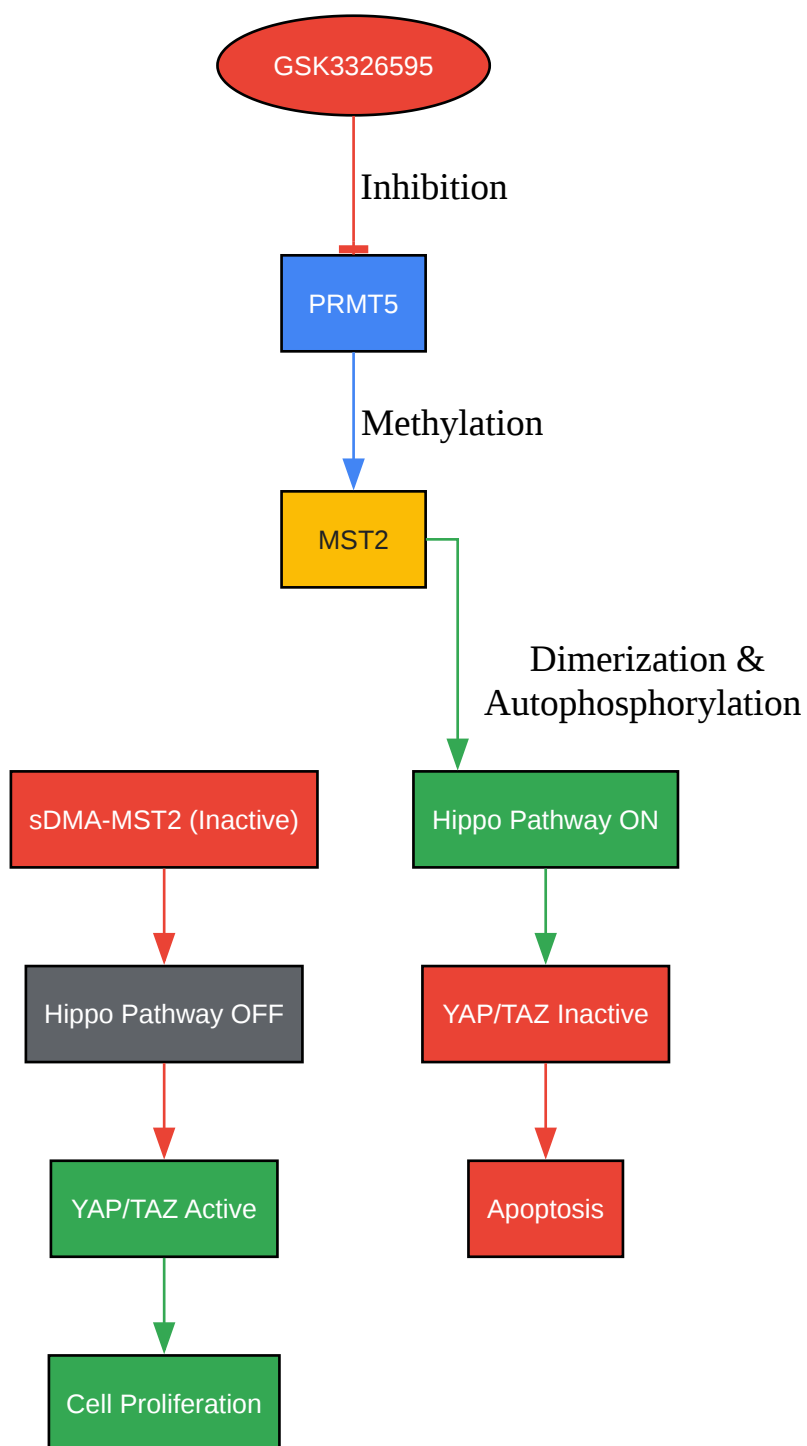 GSK3326595
Inhibition
PRMT5
Methylation
MST2
Dimerization &
Autophosphorylation
sDMA-MST2 (Inactive)
Hippo Pathway ON
Hippo Pathway OFF
YAP/TAZ Inactive
YAP/TAZ Active
Apoptosis
Cell Proliferation